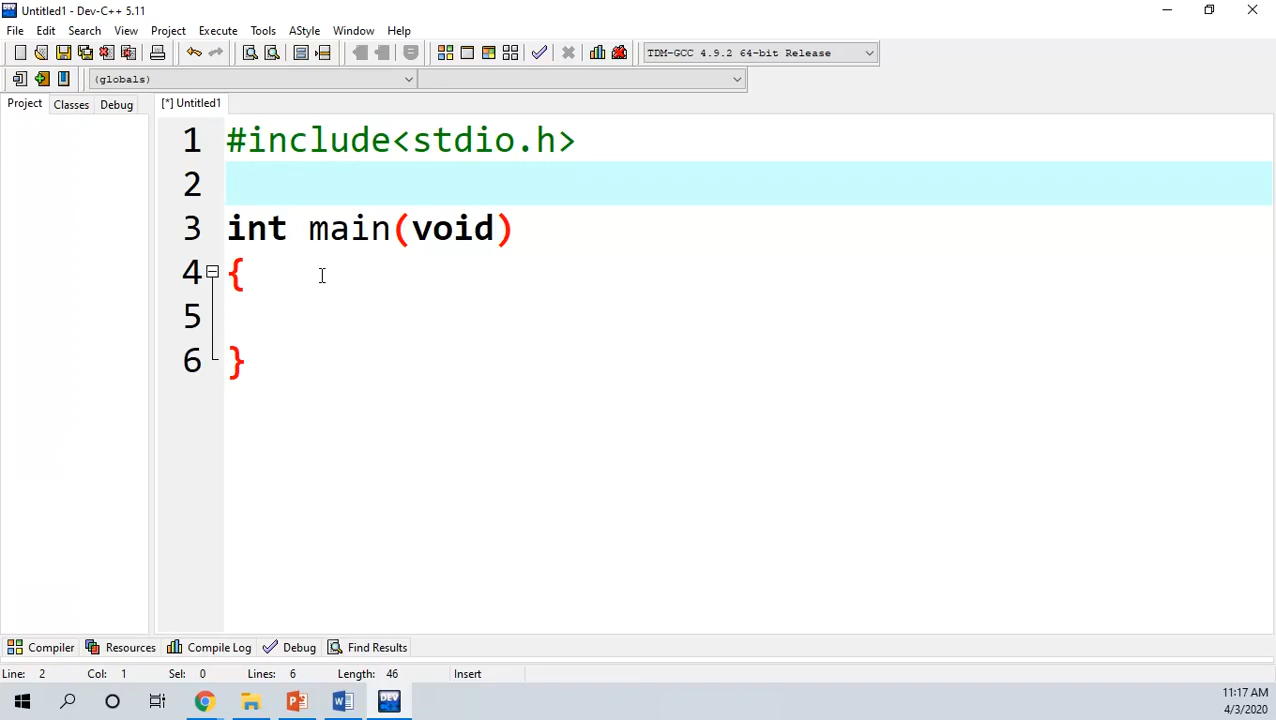 Untitled1 - Dev-C++ 5.11
File Edit Search View Project Execute Tools AStyle Window Help
TDM-GCC 4.9.2 64-bit Release
(globals)
Project Classes Debug [*] Untitled1
1 #include<stdio.h>
2
3 int main(void)
4 {
5
6 }
Compiler Resources Compile Log Debug Find Results
Line: 2 Col: 1 Sel: 0 Lines: 6 Length: 46 Insert
DEV
11:17 AM
4/3/2020